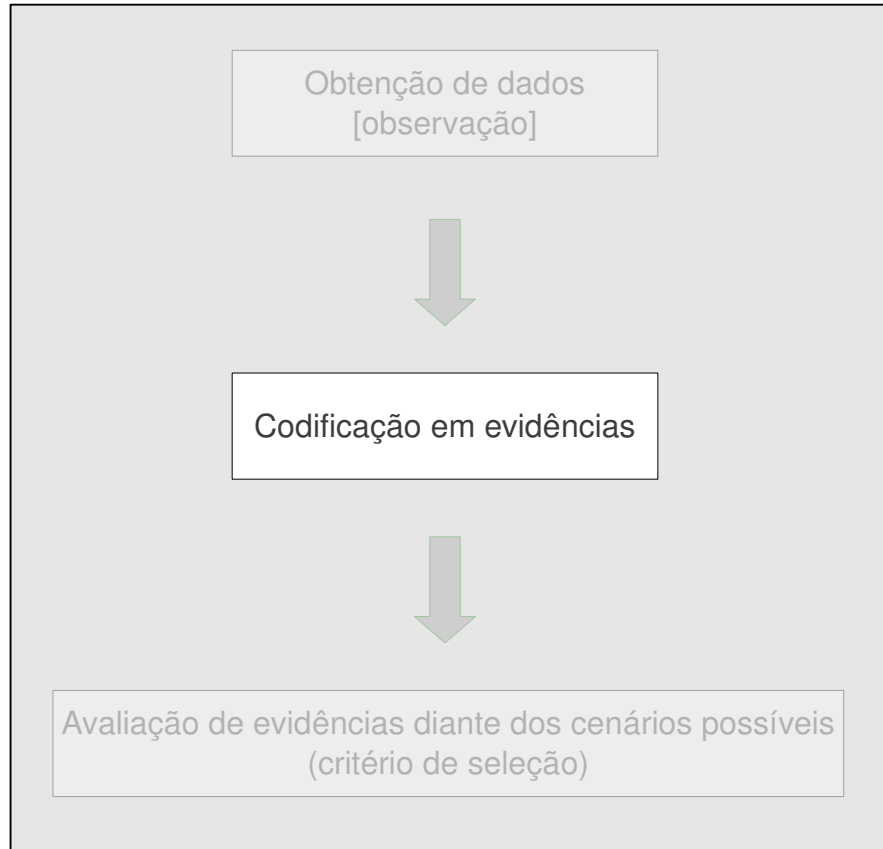 Obtenção de dados
[observação]
Codificação em evidências
Avaliação de evidências diante dos cenários possíveis
(critério de seleção)